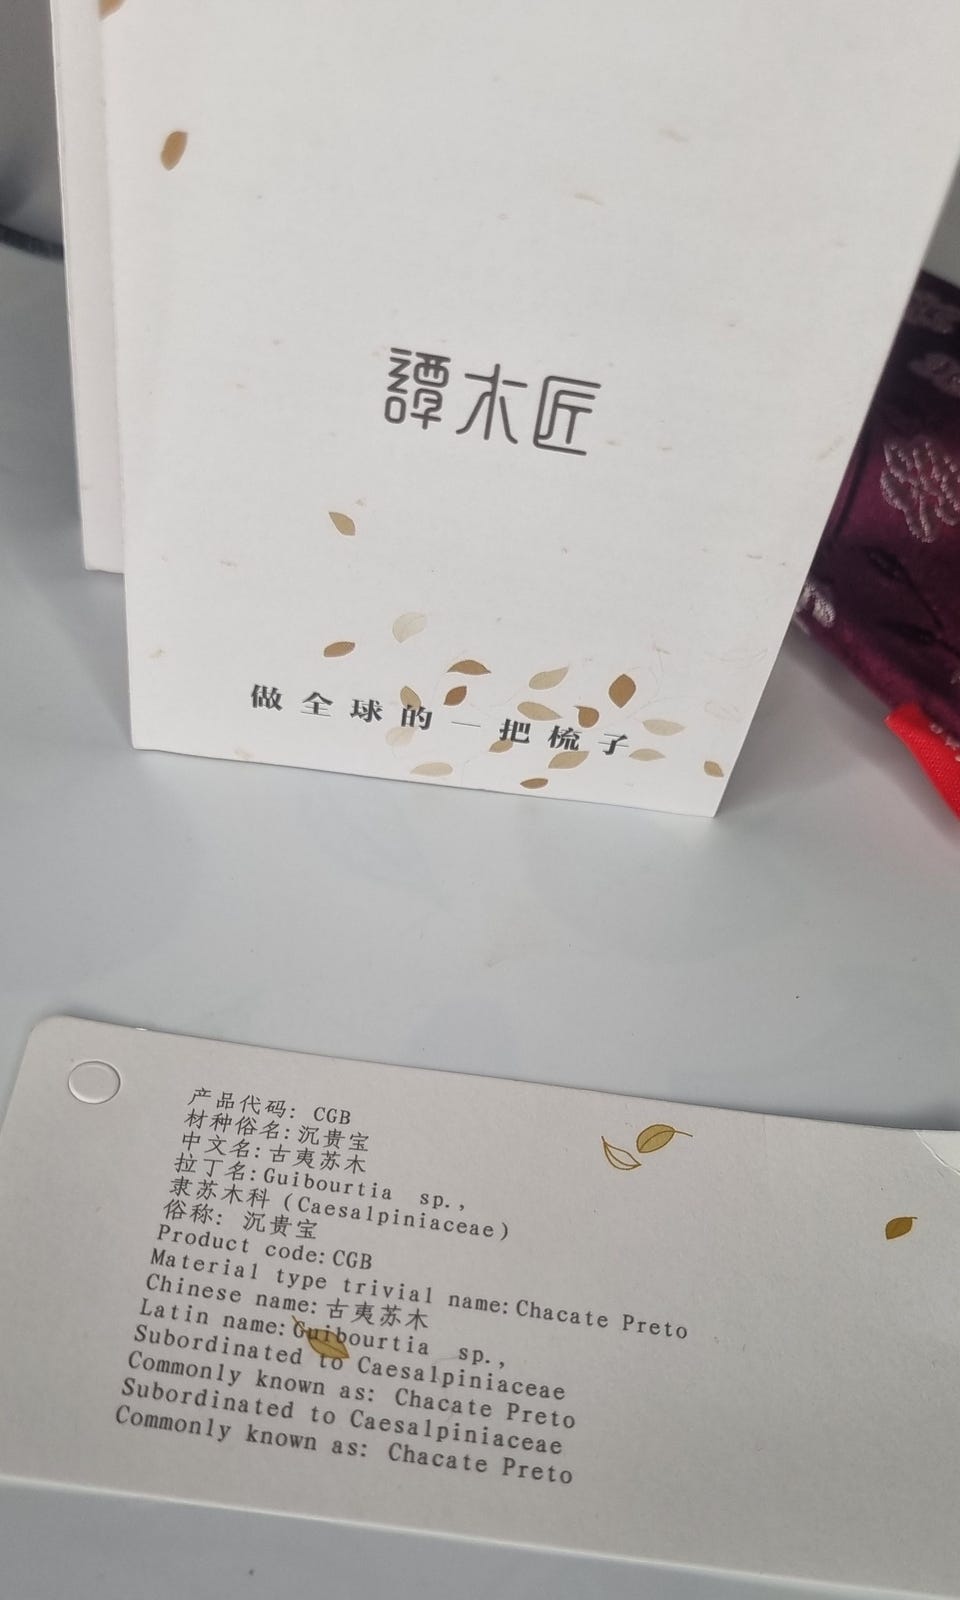 譚木匠
做全球的一把梳子
产品代码: CGB
材种俗名:沉贵宝
中文名:古夷苏木
拉丁名:Guibourtia sp.,
隶苏木科 (Caesalpiniaceae)
俗称: 沉贵宝
Product code:CGB
Material type trivial name:Chacate Preto
Chinese name:古夷苏木
Latin name:Guibourtia sp.,
Subordinated to Caesalpiniaceae
Commonly known as: Chacate Preto
Subordinated to Caesalpiniaceae
Commonly known as: Chacate Preto